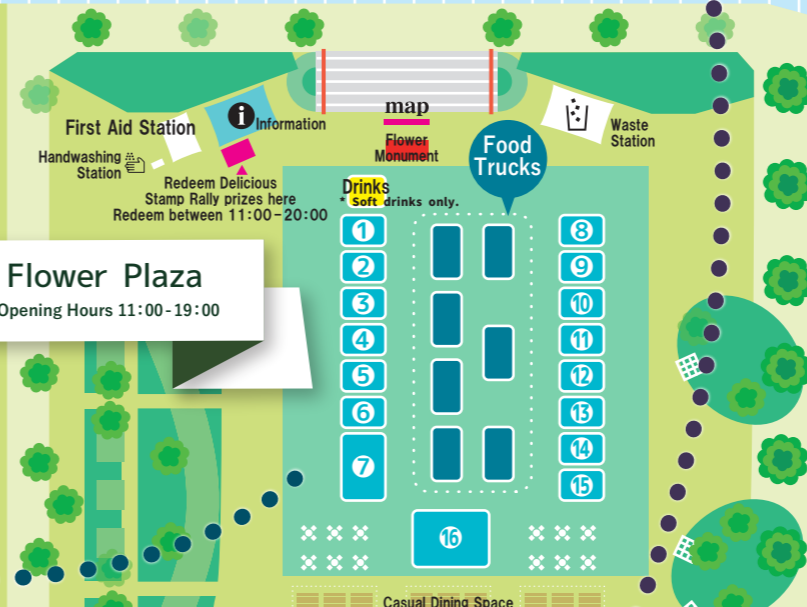 map
First Aid Station
i
Information
Handwashing
Station
Redeem Delicious
Stamp Rally prizes here
Redeem between 11:00-20:00
Flower
Monument
Food
Trucks
Waste
Station
Drinks
* Soft drinks only.
Flower Plaza
Opening Hours 11:00-19:00
1
2
3
4
5
6
7
8
9
10
11
12
13
14
15
16
Casual Dining Space